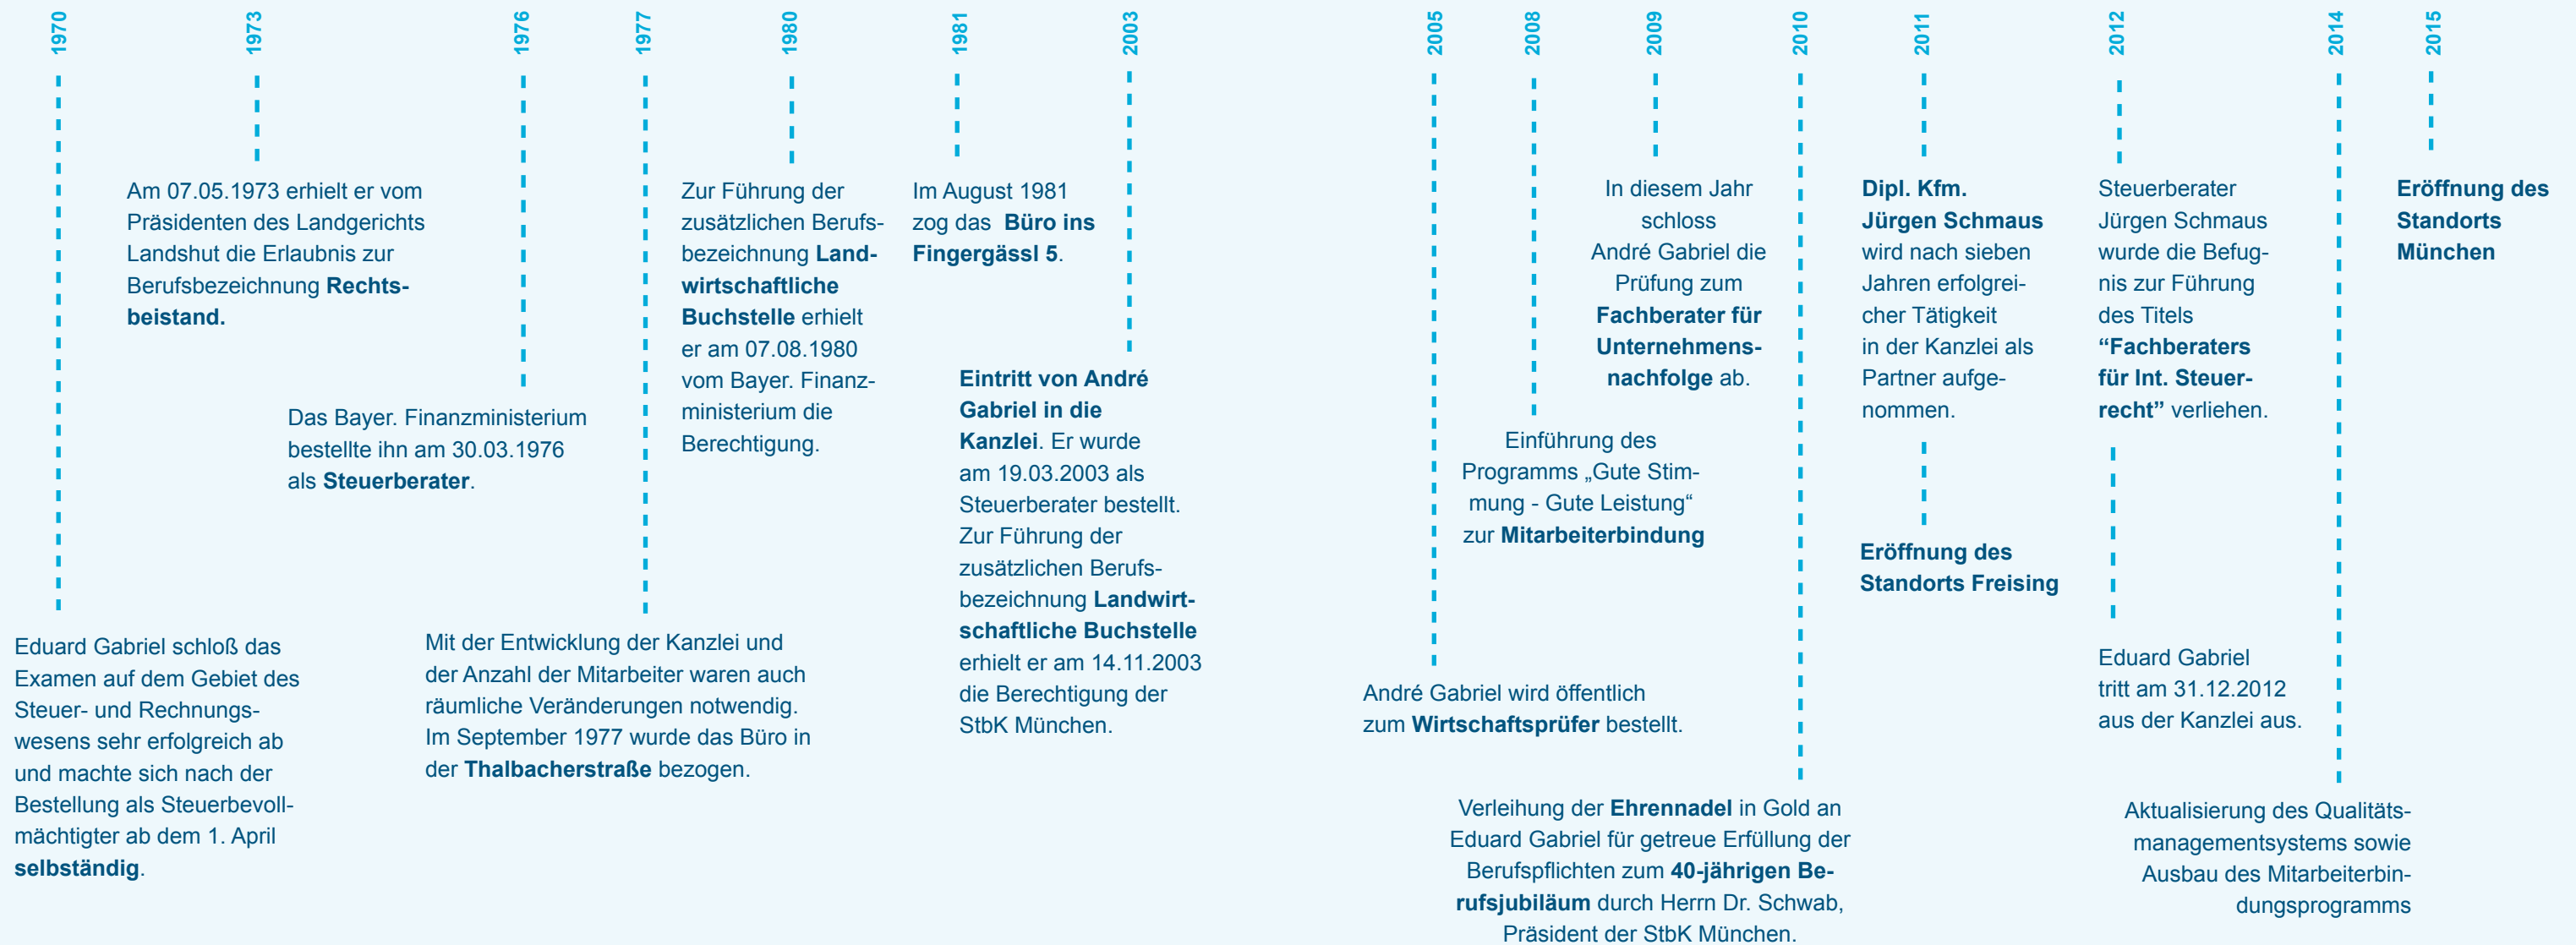 1970
1973
1976
1977
1980
1981
2003
2005
2008
2009
2010
2011
2012
2014
2015
Eduard Gabriel schloß das
Examen auf dem Gebiet des
Steuer- und Rechnungs-
wesens sehr erfolgreich ab
und machte sich nach der
Bestellung als Steuerbevoll-
mächtigter ab dem 1. April
selbständig.
Am 07.05.1973 erhielt er vom
Präsidenten des Landgerichts
Landshut die Erlaubnis zur
Berufsbezeichnung Rechts-
beistand.
Das Bayer. Finanzministerium
bestellte ihn am 30.03.1976
als Steuerberater.
Mit der Entwicklung der Kanzlei und
der Anzahl der Mitarbeiter waren auch
räumliche Veränderungen notwendig.
Im September 1977 wurde das Büro in
der Thalbacherstraße bezogen.
Zur Führung der
zusätzlichen Berufs-
bezeichnung Land-
wirtschaftliche
Buchstelle erhielt
er am 07.08.1980
vom Bayer. Finanz-
ministerium die
Berechtigung.
Im August 1981
zog das Büro ins
Fingergässl 5.
Eintritt von André
Gabriel in die
Kanzlei. Er wurde
am 19.03.2003 als
Steuerberater bestellt.
Zur Führung der
zusätzlichen Berufs-
bezeichnung Landwirt-
schaftliche Buchstelle
erhielt er am 14.11.2003
die Berechtigung der
StbK München.
André Gabriel wird öffentlich
zum Wirtschaftsprüfer bestellt.
Einführung des
Programms „Gute Stim-
mung - Gute Leistung“
zur Mitarbeiterbindung
In diesem Jahr
schloss
André Gabriel die
Prüfung zum
Fachberater für
Unternehmens-
nachfolge ab.
Verleihung der Ehrennadel in Gold an
Eduard Gabriel für getreue Erfüllung der
Berufspflichten zum 40-jährigen Be-
rufsjubiläum durch Herrn Dr. Schwab,
Präsident der StbK München.
Dipl. Kfm.
Jürgen Schmaus
wird nach sieben
Jahren erfolgrei-
cher Tätigkeit
in der Kanzlei als
Partner aufge-
nommen.
Eröffnung des
Standorts Freising
Steuerberater
Jürgen Schmaus
wurde die Befug-
nis zur Führung
des Titels
“Fachberaters
für Int. Steuer-
recht” verliehen.
Eduard Gabriel
tritt am 31.12.2012
aus der Kanzlei aus.
Aktualisierung des Qualitäts-
managementsystems sowie
Ausbau des Mitarbeiterbin-
dungsprogramms
Eröffnung des
Standorts
München